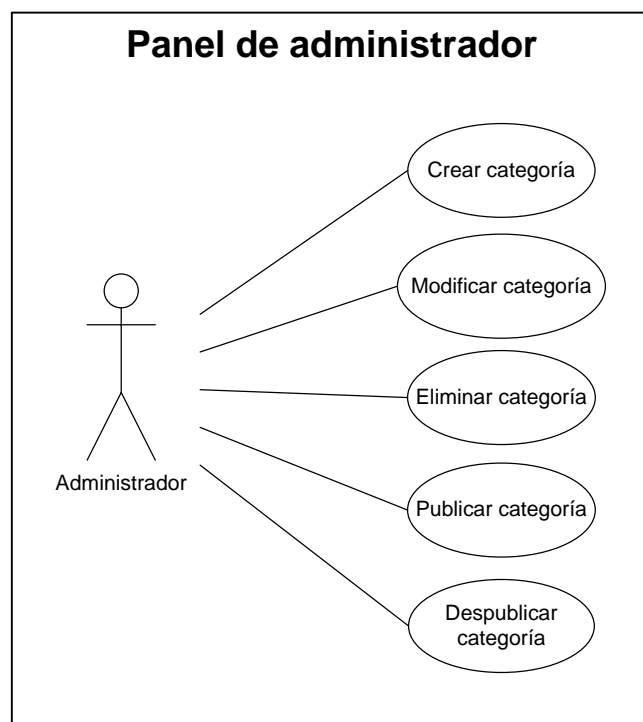 Panel de administrador
Crear categoría
Modificar categoría
Eliminar categoría
Administrador
Publicar categoría
Despublicar
categoría